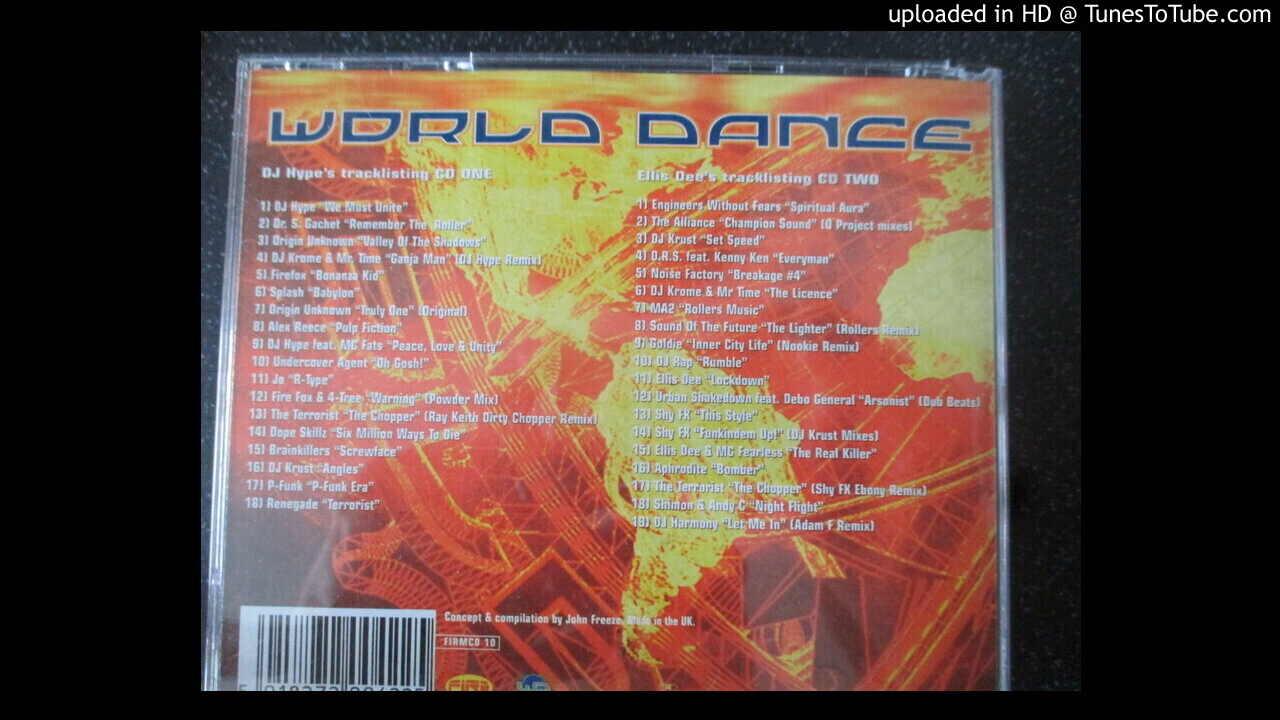 uploaded in HD @ TunesToTube.com
WORLD DANCE
DJ Hype's tracklisting CD ONE
1) DJ Hype "We Must Unite"
2) Dr. S. Gachet "Remember The Roller"
3) Origin Unknown "Valley Of The Shadows"
4) DJ Krome & Mr. Time "Ganja Man" (DJ Hype Remix)
5) Firefox "Bonanza Kid"
6) Splash "Babylon"
7) Origin Unknown "Truly One" (Original)
8) Alex Reece "Pulp Fiction"
9) DJ Hype feat. MC Fats "Peace, Love & Unity"
10) Undercover Agent "Oh Gosh!"
11) Jo "R-Type"
12) Fire Fox & 4-Tree "Warning" (Powder Mix)
13) The Terrorist "The Chopper" (Ray Keith Dirty Chopper Remix)
14) Dope Skillz "Six Million Ways To Die"
15) Brainkillers "Screwface"
16) DJ Krust "Angles"
17) P-Funk "P-Funk Era"
18) Renegade "Terrorist"
Ellis Dee's tracklisting CD TWO
1) Engineers Without Fears "Spiritual Aura"
2) The Alliance "Champion Sound" (Q Project mixes)
3) DJ Krust "Set Speed"
4) D.R.S. feat. Kenny Ken "Everyman"
5) Noise Factory "Breakage #4"
6) DJ Krome & Mr Time "The Licence"
7) MA2 "Rollers Music"
8) Sound Of The Future "The Lighter" (Rollers Remix)
9) Goldie "Inner City Life" (Nookie Remix)
10) DJ Rap "Rumble"
11) Ellis Dee "Lockdown"
12) Urban Shakedown feat. Debo General "Arsonist" (Dub Beats)
13) Shy FX "This Style"
14) Shy FX "Funkindem Up!" (DJ Krust Mixes)
15) Ellis Dee & MC Fearless "The Real Killer"
16) Aphrodite "Bomber"
17) The Terrorist "The Chopper" (Shy FX Ebony Remix)
18) Shimon & Andy C "Night Flight"
19) DJ Harmony "Let Me In" (Adam F Remix)
Concept & compilation by John Freeze. Made in the UK.
FIRMCD 10